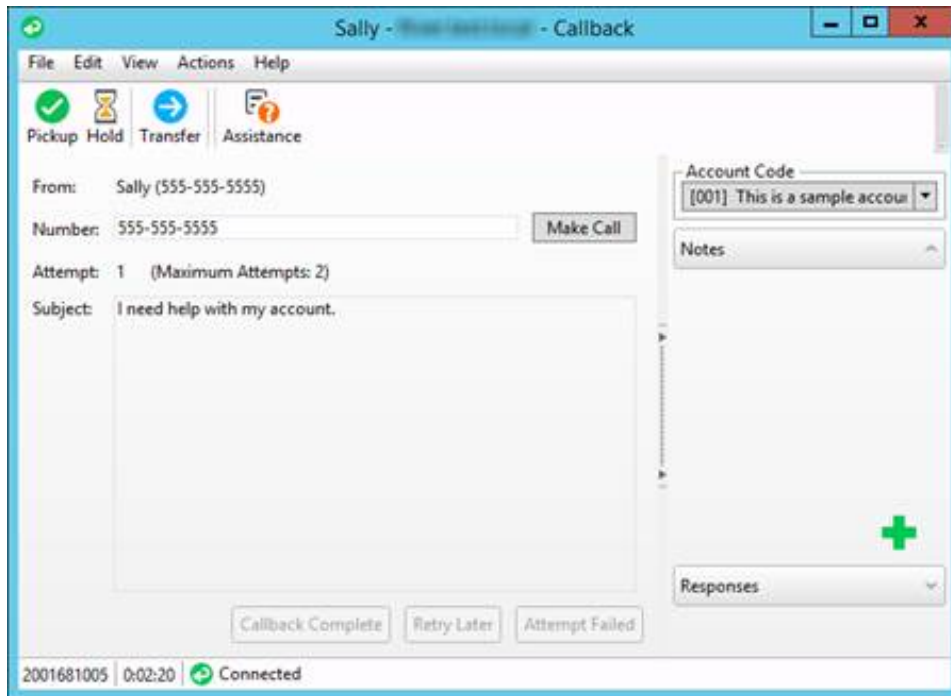 Sally - - Callback
File Edit View Actions Help
Pickup Hold Transfer Assistance
From: Sally (555-555-5555)
Number: 555-555-5555 Make Call
Attempt: 1 (Maximum Attempts: 2)
Subject: I need help with my account.
Callback Complete Retry Later Attempt Failed
Account Code
[001] This is a sample accou
Notes
Responses
2001681005 0:02:20 Connected